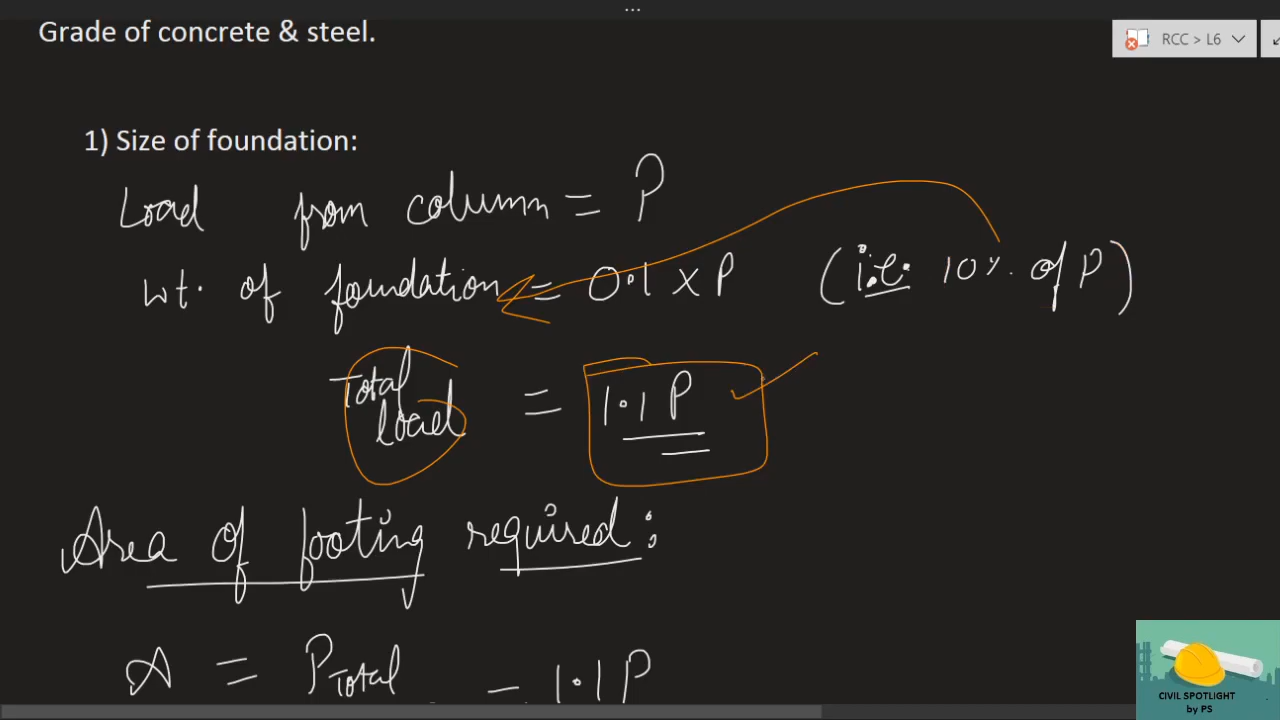 ...
Grade of concrete & steel.
RCC > L6
1) Size of foundation:
Load from column = P
wt. of foundation = 0.1 x P (i.e. 10% of P)
Total load = 1.1 P
Area of footing required:
A = P Total = 1.1 P
CIVIL SPOTLIGHT
by PS